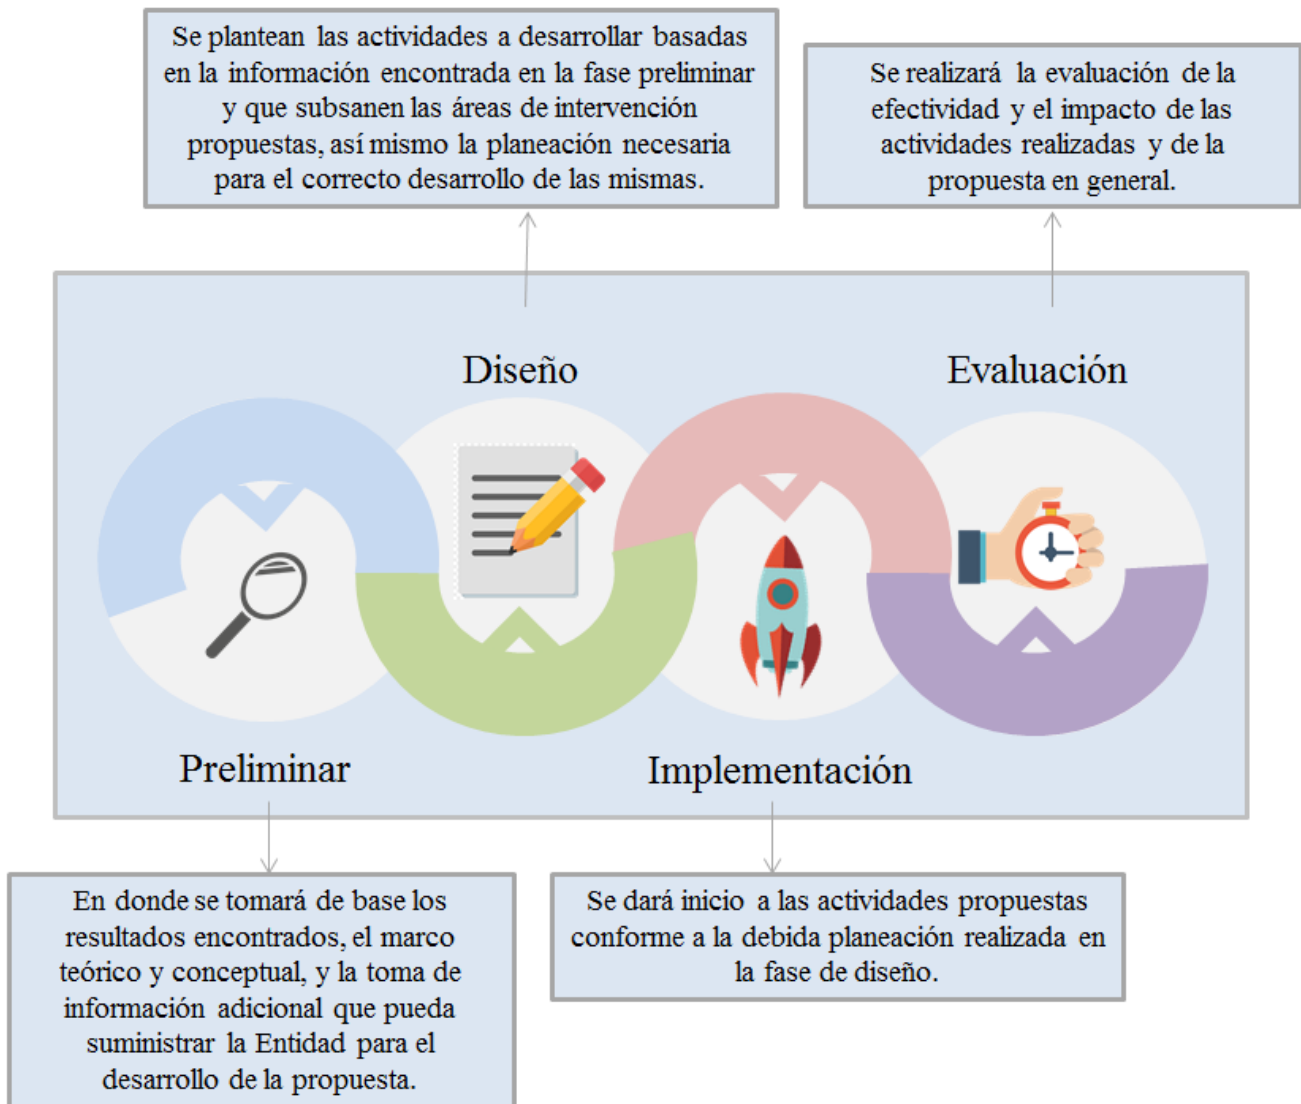 Se plantean las actividades a desarrollar basadas
en la información encontrada en la fase preliminar
y que subsanen las áreas de intervención
propuestas, así mismo la planeación necesaria
para el correcto desarrollo de las mismas.
Se realizará la evaluación de la
efectividad y el impacto de las
actividades realizadas y de la
propuesta en general.
Diseño
Evaluación
Preliminar
Implementación
En donde se tomará de base los
resultados encontrados, el marco
teórico y conceptual, y la toma de
información adicional que pueda
suministrar la Entidad para el
desarrollo de la propuesta.
Se dará inicio a las actividades propuestas
conforme a la debida planeación realizada en
la fase de diseño.